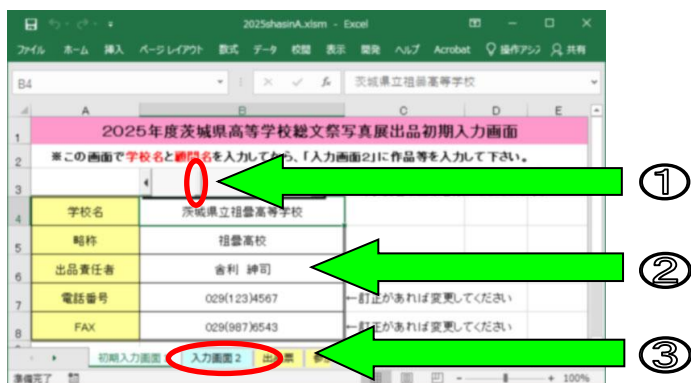 2025shasinA.xlsm - Excel
ファイル ホーム 挿入 ページレイアウト 数式 データ 校閲 表示 開発 ヘルプ Acrobat 操作アシ 共有
B4 fx 茨城県立祖曇高等学校
A B C D E
1 2025年度茨城県高等学校総文祭写真展出品初期入力画面
2 ※この画面で学校名と顧問名を入力してから、「入力画面2」に作品等を入力して下さい。
3
①
4 学校名 茨城県立祖曇高等学校
5 略称 祖曇高校
6 出品責任者 舎利 紳司
②
7 電話番号 029(123)4567 ←訂正があれば変更してください
8 FAX 029(987)6543 ←訂正があれば変更してください
初期入力画面 入力画面2
③
準備完了 100%